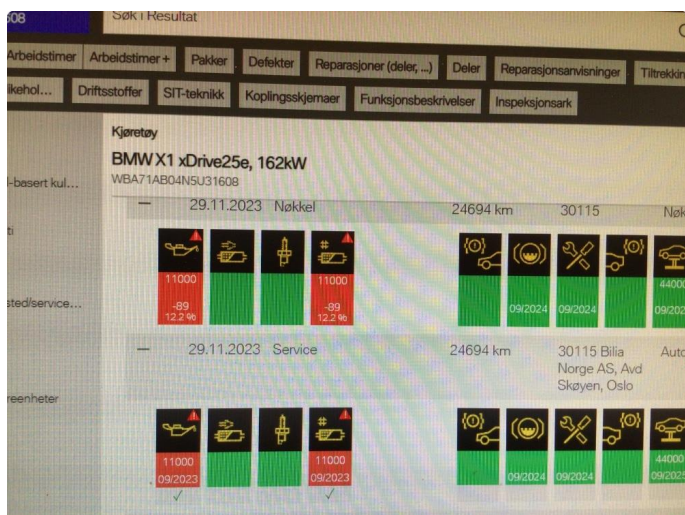 608
Søk i Resultat
Arbeidstimer Arbeidstimer + Pakker Defekter Reparasjoner (deler, ...) Deler Reparasjonsanvisninger
ikehol... Driftsstoffer SIT-teknikk Koplingsskjemaer Funksjonsbeskrivelser Inspeksjonsark
Kjøretøy
BMW X1 xDrive25e, 162kW
WBA71AB04N5U31608
l-basert kul...
ti
sted/service...
reenheter
— 29.11.2023 Nøkkel 24694 km 30115 Nøk
11000 11000 44000
-89 -89 09/2024 09/2024 09/202
12.2 % 12.2 %
— 29.11.2023 Service 24694 km 30115 Bilia Auto
Norge AS, Avd
Skøyen, Oslo
11000 11000 44000
09/2023 09/2023 09/2024 09/2024 09/2025